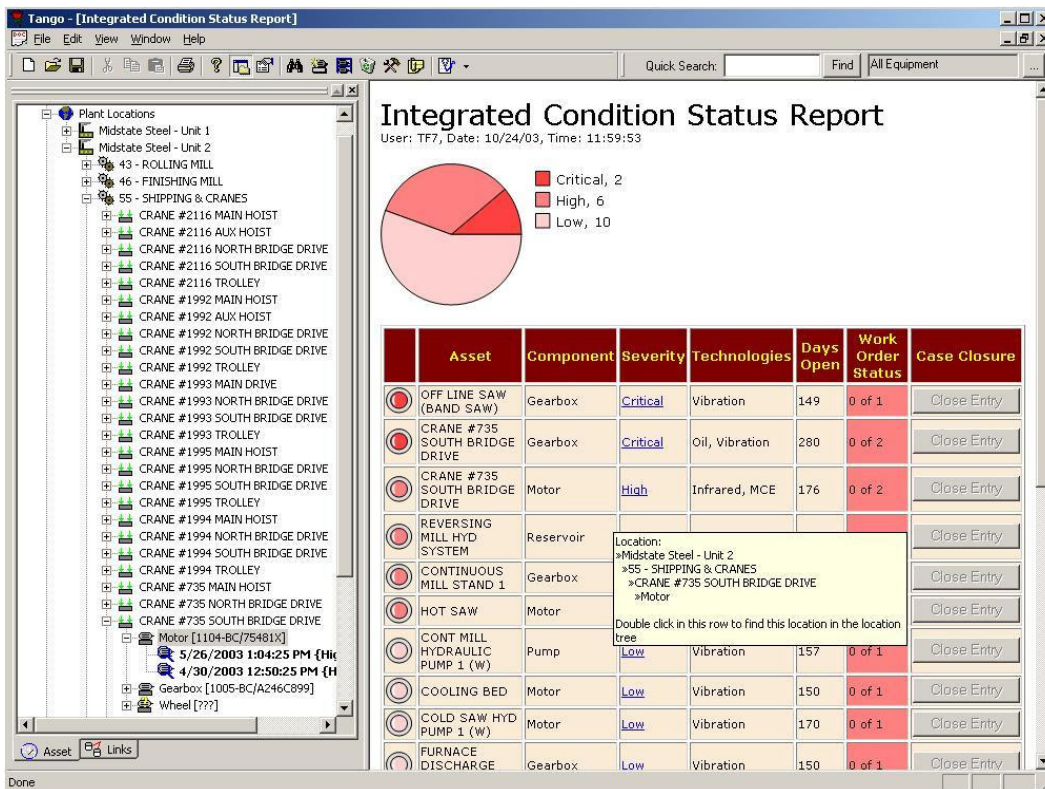 Tango - [Integrated Condition Status Report]
File Edit View Window Help
Quick Search: Find All Equipment ...
Plant Locations
Midstate Steel - Unit 1
Midstate Steel - Unit 2
43 - ROLLING MILL
46 - FINISHING MILL
55 - SHIPPING & CRANES
CRANE #2116 MAIN HOIST
CRANE #2116 AUX HOIST
CRANE #2116 NORTH BRIDGE DRIVE
CRANE #2116 SOUTH BRIDGE DRIVE
CRANE #2116 TROLLEY
CRANE #1992 MAIN HOIST
CRANE #1992 AUX HOIST
CRANE #1992 NORTH BRIDGE DRIVE
CRANE #1992 SOUTH BRIDGE DRIVE
CRANE #1992 TROLLEY
CRANE #1993 MAIN DRIVE
CRANE #1993 NORTH BRIDGE DRIVE
CRANE #1993 SOUTH BRIDGE DRIVE
CRANE #1993 TROLLEY
CRANE #1995 MAIN HOIST
CRANE #1995 NORTH BRIDGE DRIVE
CRANE #1995 SOUTH BRIDGE DRIVE
CRANE #1995 TROLLEY
CRANE #1994 MAIN HOIST
CRANE #1994 NORTH BRIDGE DRIVE
CRANE #1994 SOUTH BRIDGE DRIVE
CRANE #1994 TROLLEY
CRANE #735 MAIN HOIST
CRANE #735 NORTH BRIDGE DRIVE
CRANE #735 SOUTH BRIDGE DRIVE
Motor [1104-BC/75481X]
5/26/2003 1:04:25 PM {Hig
4/30/2003 12:50:25 PM {H
Gearbox [1005-BC/A246C899]
Wheel [???]
Asset Links
Done
Integrated Condition Status Report
User: TF7, Date: 10/24/03, Time: 11:59:53
Critical, 2
High, 6
Low, 10
Asset Component Severity Technologies Days Open Work Order Status Case Closure
OFF LINE SAW (BAND SAW) Gearbox Critical Vibration 149 0 of 1 Close Entry
CRANE #735 SOUTH BRIDGE DRIVE Gearbox Critical Oil, Vibration 280 0 of 2 Close Entry
CRANE #735 SOUTH BRIDGE DRIVE Motor High Infrared, MCE 176 0 of 2 Close Entry
REVERSING MILL HYD SYSTEM Reservoir Close Entry
CONTINUOUS MILL STAND 1 Gearbox Close Entry
HOT SAW Motor Close Entry
Location:
»Midstate Steel - Unit 2
»55 - SHIPPING & CRANES
»CRANE #735 SOUTH BRIDGE DRIVE
»Motor
Double click in this row to find this location in the location
tree
CONT MILL HYDRAULIC PUMP 1 (W) Pump Low Vibration 157 0 of 1 Close Entry
COOLING BED Motor Low Vibration 150 0 of 1 Close Entry
COLD SAW HYD PUMP 1 (W) Motor Low Vibration 170 0 of 1 Close Entry
FURNACE DISCHARGE Gearbox Low Vibration 150 0 of 1 Close Entry